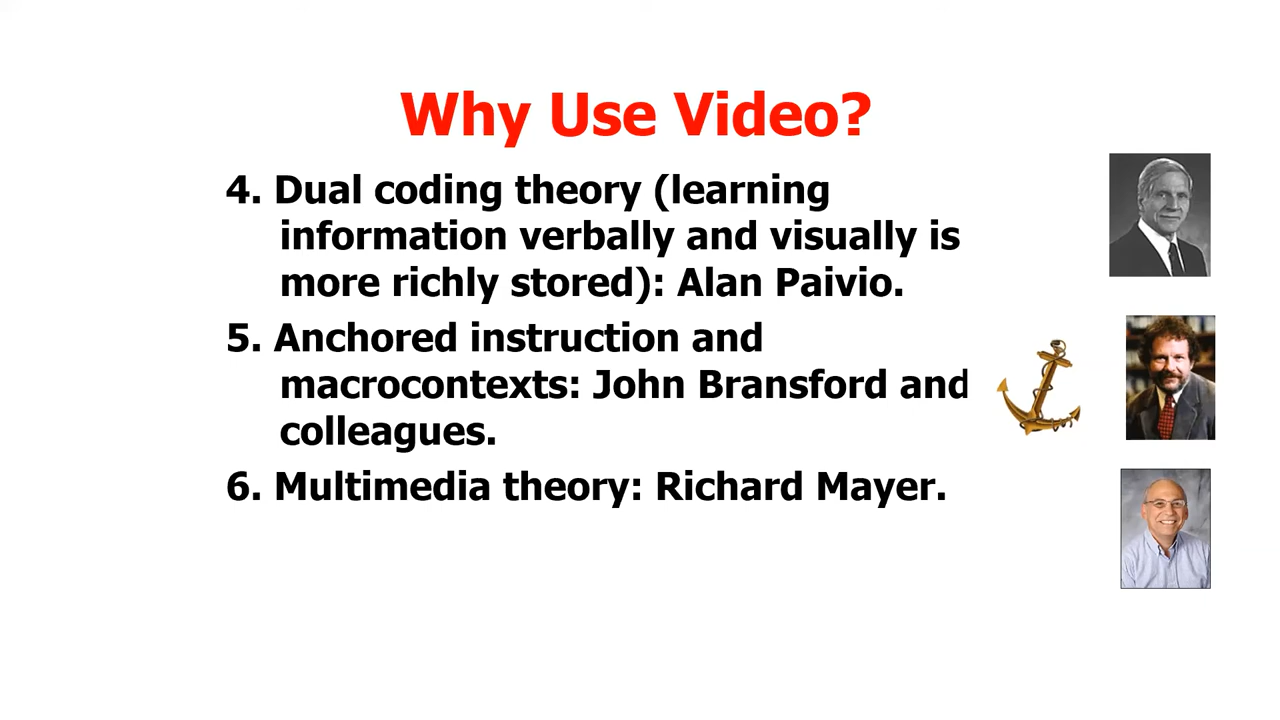 Why Use Video?
4. Dual coding theory (learning
information verbally and visually is
more richly stored): Alan Paivio.
5. Anchored instruction and
macrocontexts: John Bransford and
colleagues.
6. Multimedia theory: Richard Mayer.